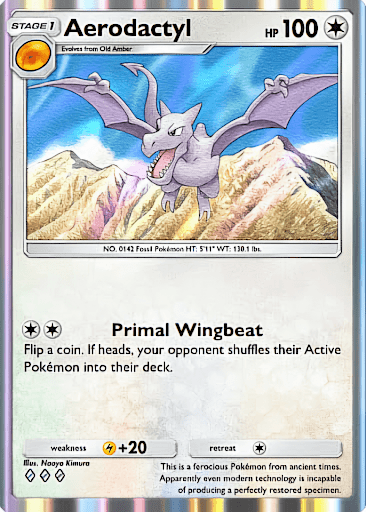 STAGE 1
Aerodactyl
HP 100
Evolves from Old Amber
NO. 0142 Fossil Pokémon HT: 5'11" WT: 130.1 lbs.
Primal Wingbeat
Flip a coin. If heads, your opponent shuffles their Active
Pokémon into their deck.
weakness +20 retreat
Illus. Naoyo Kimura
This is a ferocious Pokémon from ancient times.
Apparently even modern technology is incapable
of producing a perfectly restored specimen.